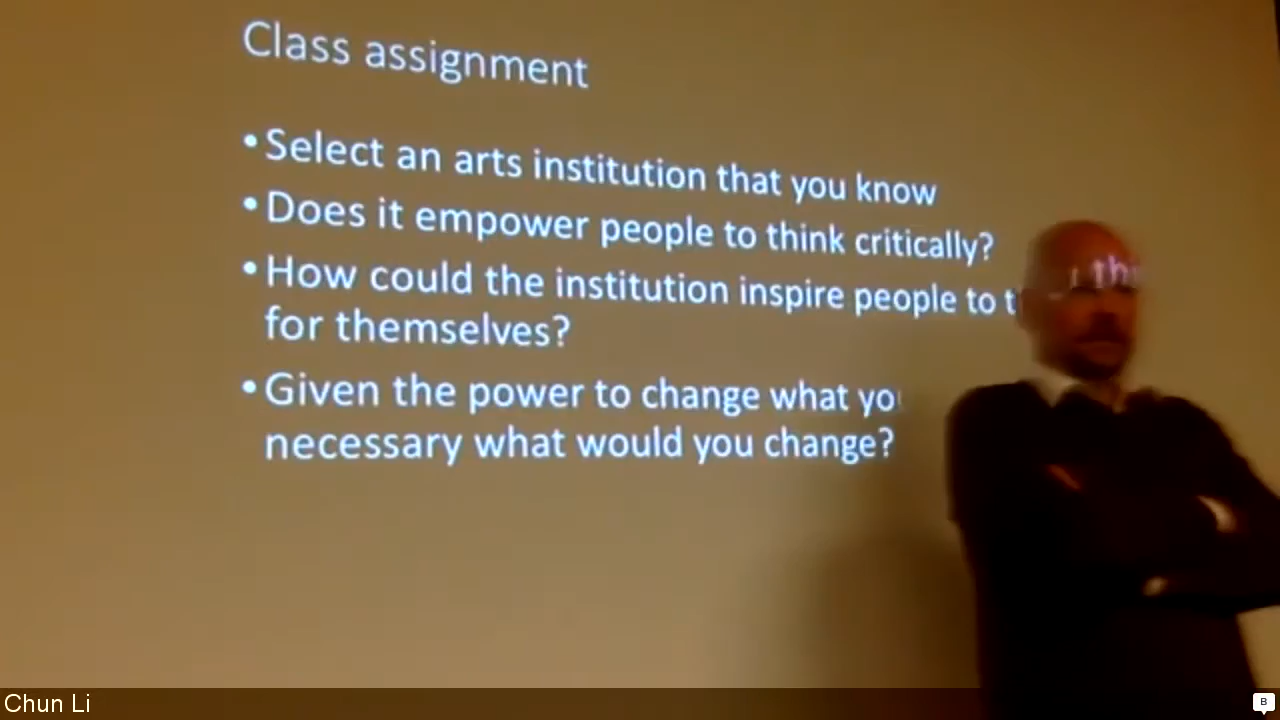 Class assignment
• Select an arts institution that you know
• Does it empower people to think critically?
• How could the institution inspire people to
for themselves?
• Given the power to change what
necessary what would you change?
Chun Li
B